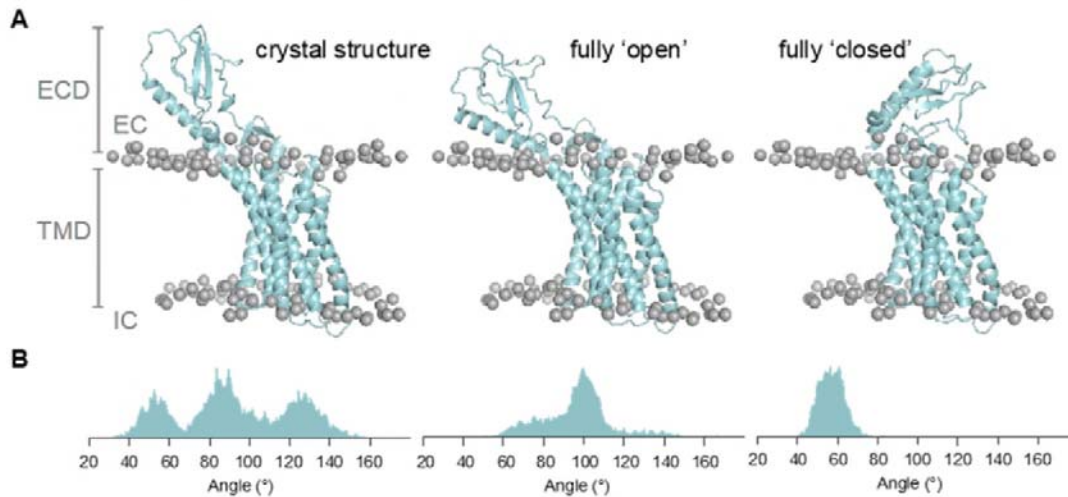 A
crystal structure
fully ‘open’
fully ‘closed’
ECD
EC
TMD
IC
B
20 40 60 80 100 120 140 160
20 40 60 80 100 120 140 160
20 40 60 80 100 120 140 160
Angle (°)
Angle (°)
Angle (°)